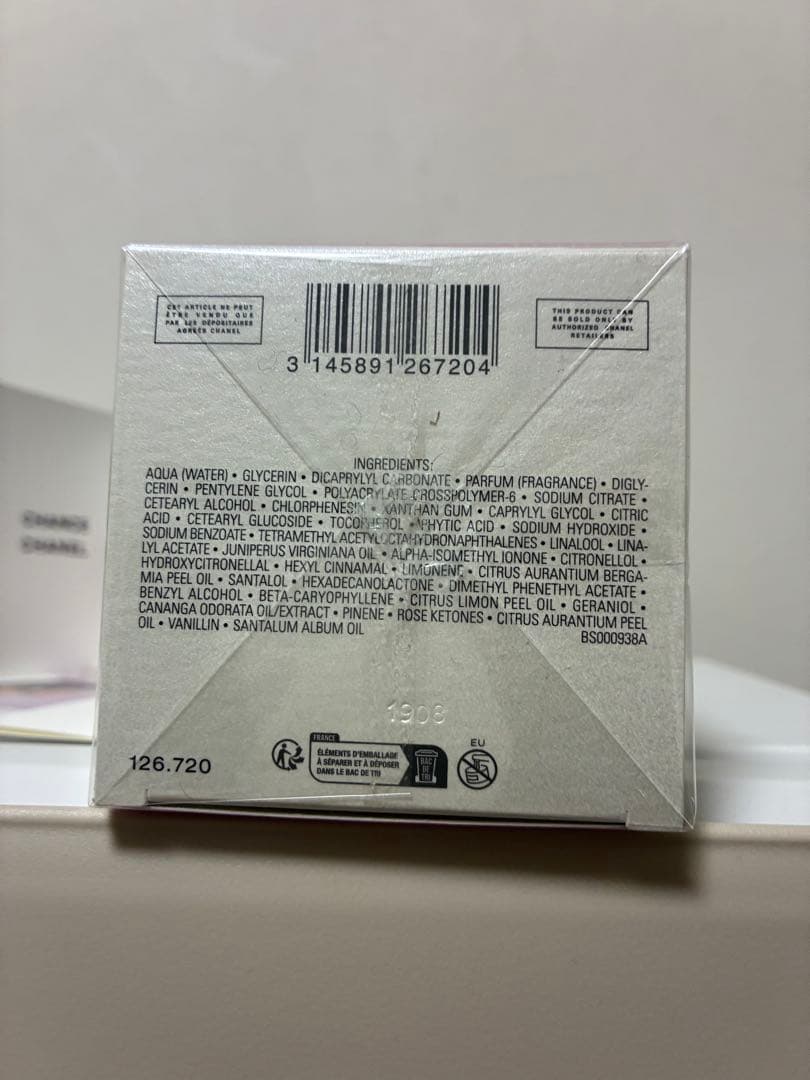 CET ARTICLE NE PEUT
ÊTRE VENDU QUE
PAR LES DÉPOSITAIRES
AGRÉÉS CHANEL
THIS PRODUCT CAN
BE SOLD ONLY BY
AUTHORIZED CHANEL
RETAILERS
3 145891 267204
INGREDIENTS:
AQUA (WATER) • GLYCERIN • DICAPRYLYL CARBONATE • PARFUM (FRAGRANCE) • DIGLY-
CERIN • PENTYLENE GLYCOL • POLYACRYLATE CROSSPOLYMER-6 • SODIUM CITRATE •
CETEARYL ALCOHOL • CHLORPHENESIN • XANTHAN GUM • CAPRYLYL GLYCOL • CITRIC
ACID • CETEARYL GLUCOSIDE • TOCOPHEROL • PHYTIC ACID • SODIUM HYDROXIDE •
SODIUM BENZOATE • TETRAMETHYL ACETYLOCTAHYDRONAPHTHALENES • LINALOOL • LINA-
LYL ACETATE • JUNIPERUS VIRGINIANA OIL • ALPHA-ISOMETHYL IONONE • CITRONELLOL •
HYDROXYCITRONELLAL • HEXYL CINNAMAL • LIMONENE • CITRUS AURANTIUM BERGA-
MIA PEEL OIL • SANTALOL • HEXADECANOLACTONE • DIMETHYL PHENETHYL ACETATE •
BENZYL ALCOHOL • BETA-CARYOPHYLLENE • CITRUS LIMON PEEL OIL • GERANIOL •
CANANGA ODORATA OIL/EXTRACT • PINENE • ROSE KETONES • CITRUS AURANTIUM PEEL
OIL • VANILLIN • SANTALUM ALBUM OIL
BS000938A
1908
126.720
FRANCE
ÉLÉMENTS D'EMBALLAGE
À SÉPARER ET À DÉPOSER
DANS LE BAC DE TRI
BAC
DE
TRI
EU
CHANCE
CHANEL